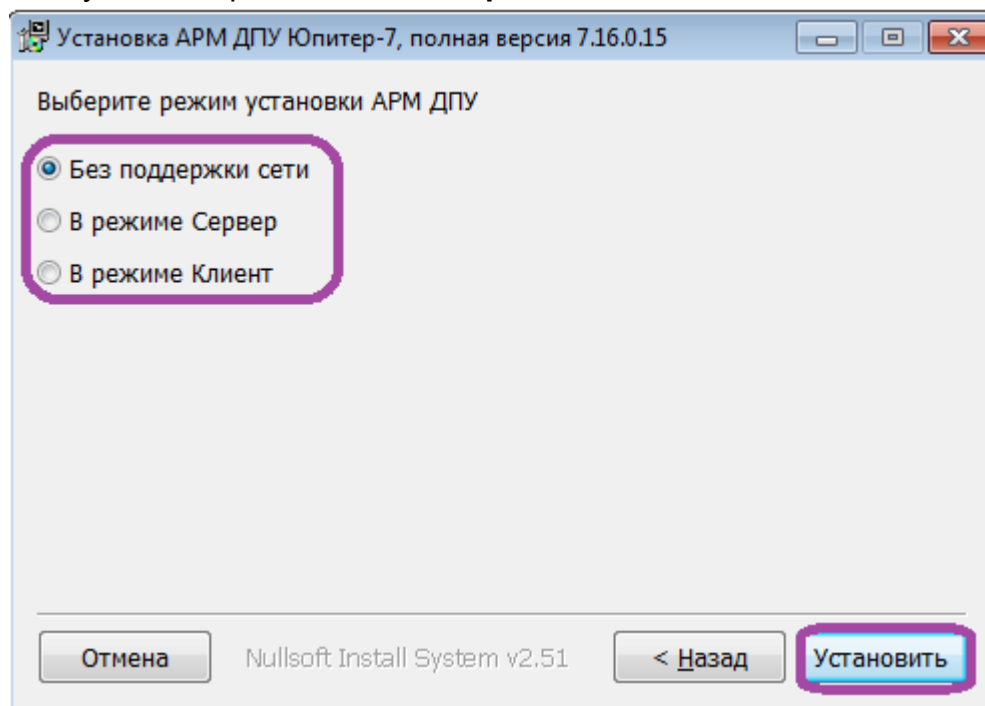 Установка АРМ ДПУ Юпитер-7, полная версия 7.16.0.15
Выберите режим установки АРМ ДПУ
Без поддержки сети
В режиме Сервер
В режиме Клиент
Отмена
Nullsoft Install System v2.51
< Назад
Установить